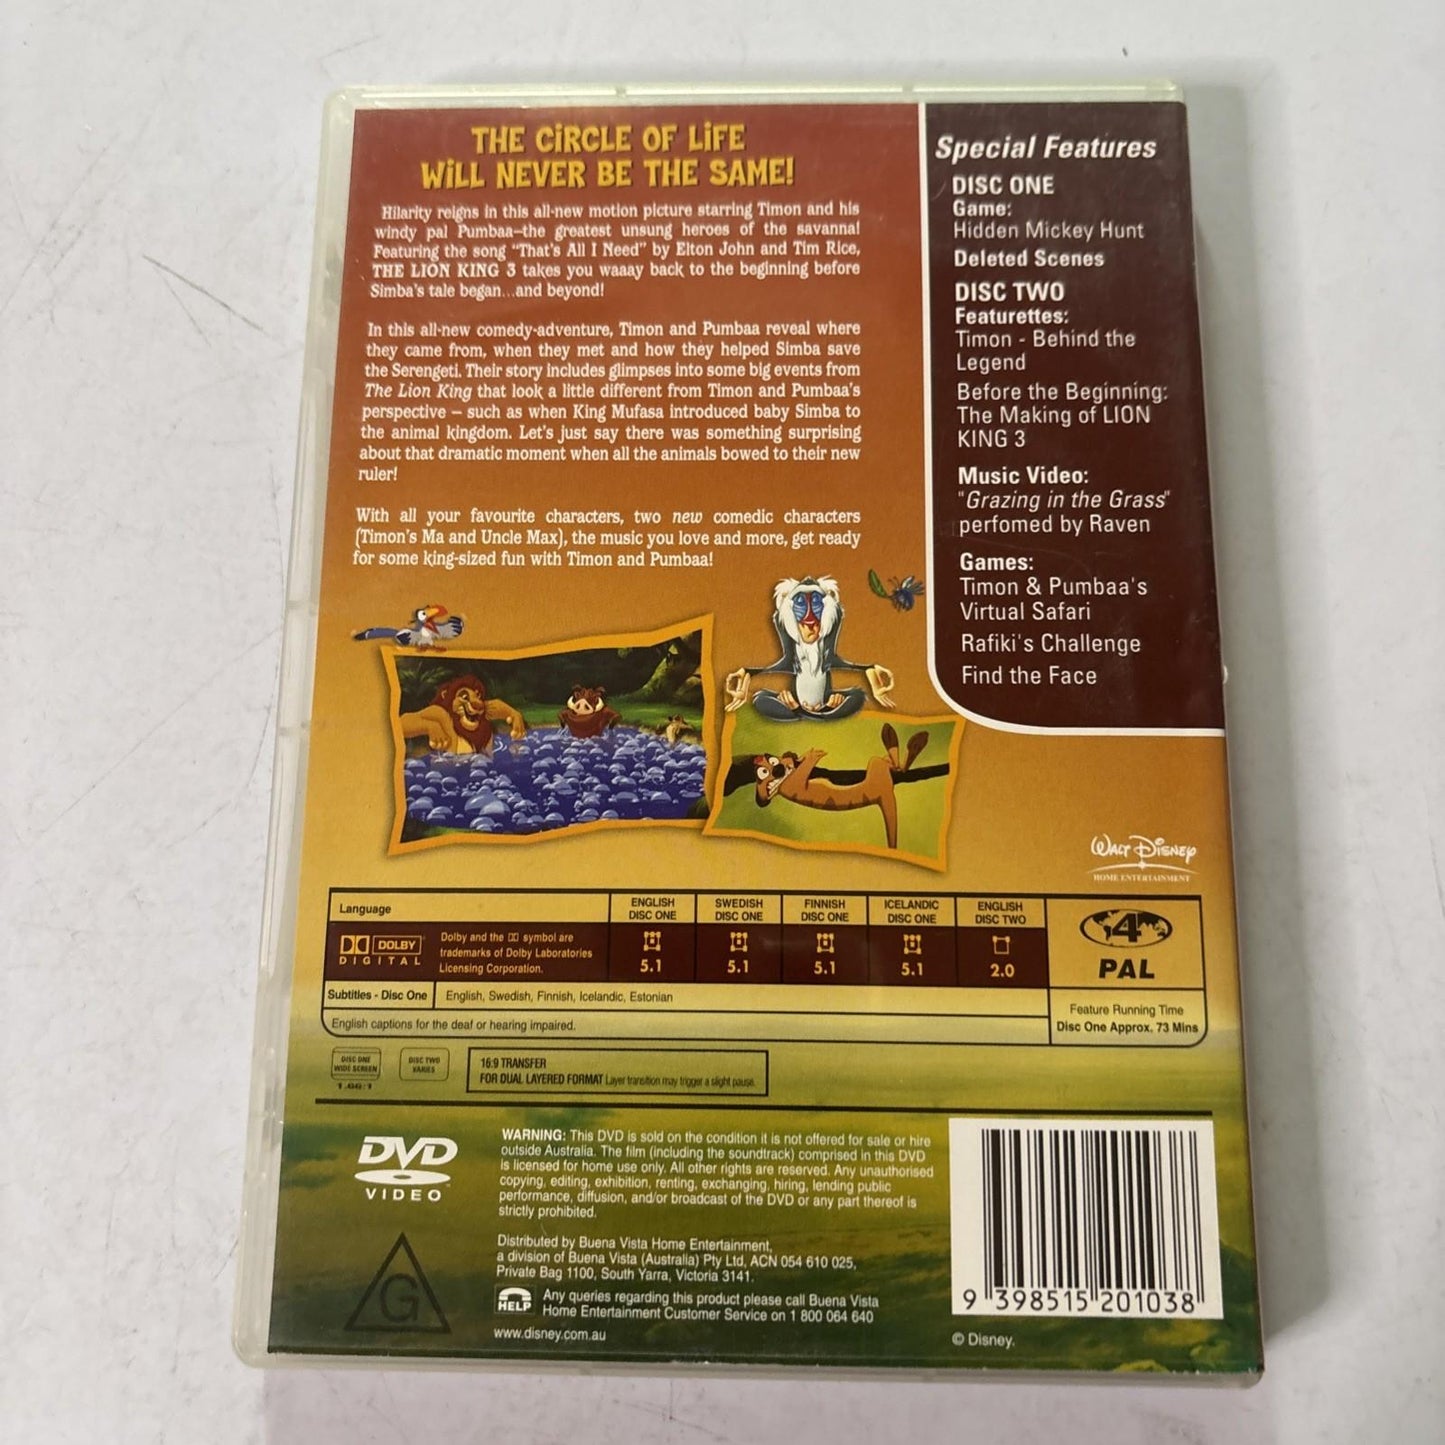 THE CiRCLE OF LiFE
WiLL NEVER BE THE SAME!
Hilarity reigns in this all-new motion picture starring Timon and his
windy pal Pumbaa—the greatest unsung heroes of the savanna!
Featuring the song "That's All I Need" by Elton John and Tim Rice,
THE LION KING 3 takes you waaay back to the beginning before
Simba's tale began...and beyond!
In this all-new comedy-adventure, Timon and Pumbaa reveal where
they came from, when they met and how they helped Simba save
the Serengeti. Their story includes glimpses into some big events from
The Lion King that look a little different from Timon and Pumbaa's
perspective – such as when King Mufasa introduced baby Simba to
the animal kingdom. Let's just say there was something surprising
about that dramatic moment when all the animals bowed to their new
ruler!
With all your favourite characters, two new comedic characters
(Timon's Ma and Uncle Max), the music you love and more, get ready
for some king-sized fun with Timon and Pumbaa!
Special Features
DISC ONE
Game:
Hidden Mickey Hunt
Deleted Scenes
DISC TWO
Featurettes:
Timon - Behind the
Legend
Before the Beginning:
The Making of LION
KING 3
Music Video:
"Grazing in the Grass"
perfomed by Raven
Games:
Timon & Pumbaa's
Virtual Safari
Rafiki's Challenge
Find the Face
WALT DISNEY
HOME ENTERTAINMENT
Language
ENGLISH
DISC ONE
SWEDISH
DISC ONE
FINNISH
DISC ONE
ICELANDIC
DISC ONE
ENGLISH
DISC TWO
DOLBY
DIGITAL
Dolby and the DD symbol are
trademarks of Dolby Laboratories
Licensing Corporation.
5.1
5.1
5.1
5.1
2.0
4
PAL
Subtitles - Disc One
English, Swedish, Finnish, Icelandic, Estonian
English captions for the deaf or hearing impaired.
Feature Running Time
Disc One Approx. 73 Mins
DISC ONE
WIDE SCREEN
1.66:1
DISC TWO
VARIES
16:9 TRANSFER
FOR DUAL LAYERED FORMAT Layer transition may trigger a slight pause.
DVD
VIDEO
WARNING: This DVD is sold on the condition it is not offered for sale or hire
outside Australia. The film (including the soundtrack) comprised in this DVD
is licensed for home use only. All other rights are reserved. Any unauthorised
copying, editing, exhibition, renting, exchanging, hiring, lending public
performance, diffusion, and/or broadcast of the DVD or any part thereof is
strictly prohibited.
Distributed by Buena Vista Home Entertainment,
a division of Buena Vista (Australia) Pty Ltd, ACN 054 610 025,
Private Bag 1100, South Yarra, Victoria 3141.
HELP
Any queries regarding this product please call Buena Vista
Home Entertainment Customer Service on 1 800 064 640
www.disney.com.au
G
9 398515 201038
© Disney.